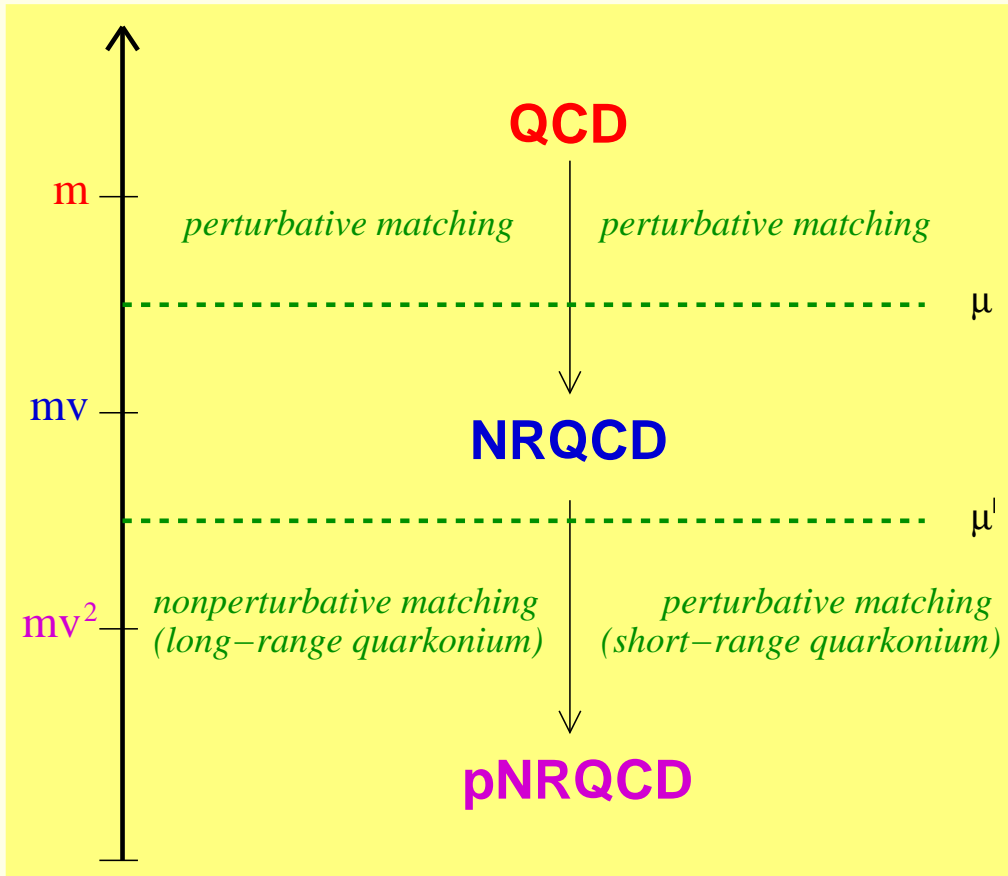 QCD
m
perturbative matching perturbative matching
μ
mv
NRQCD
μ'
nonperturbative matching
(long−range quarkonium)
perturbative matching
(short−range quarkonium)
mv²
pNRQCD